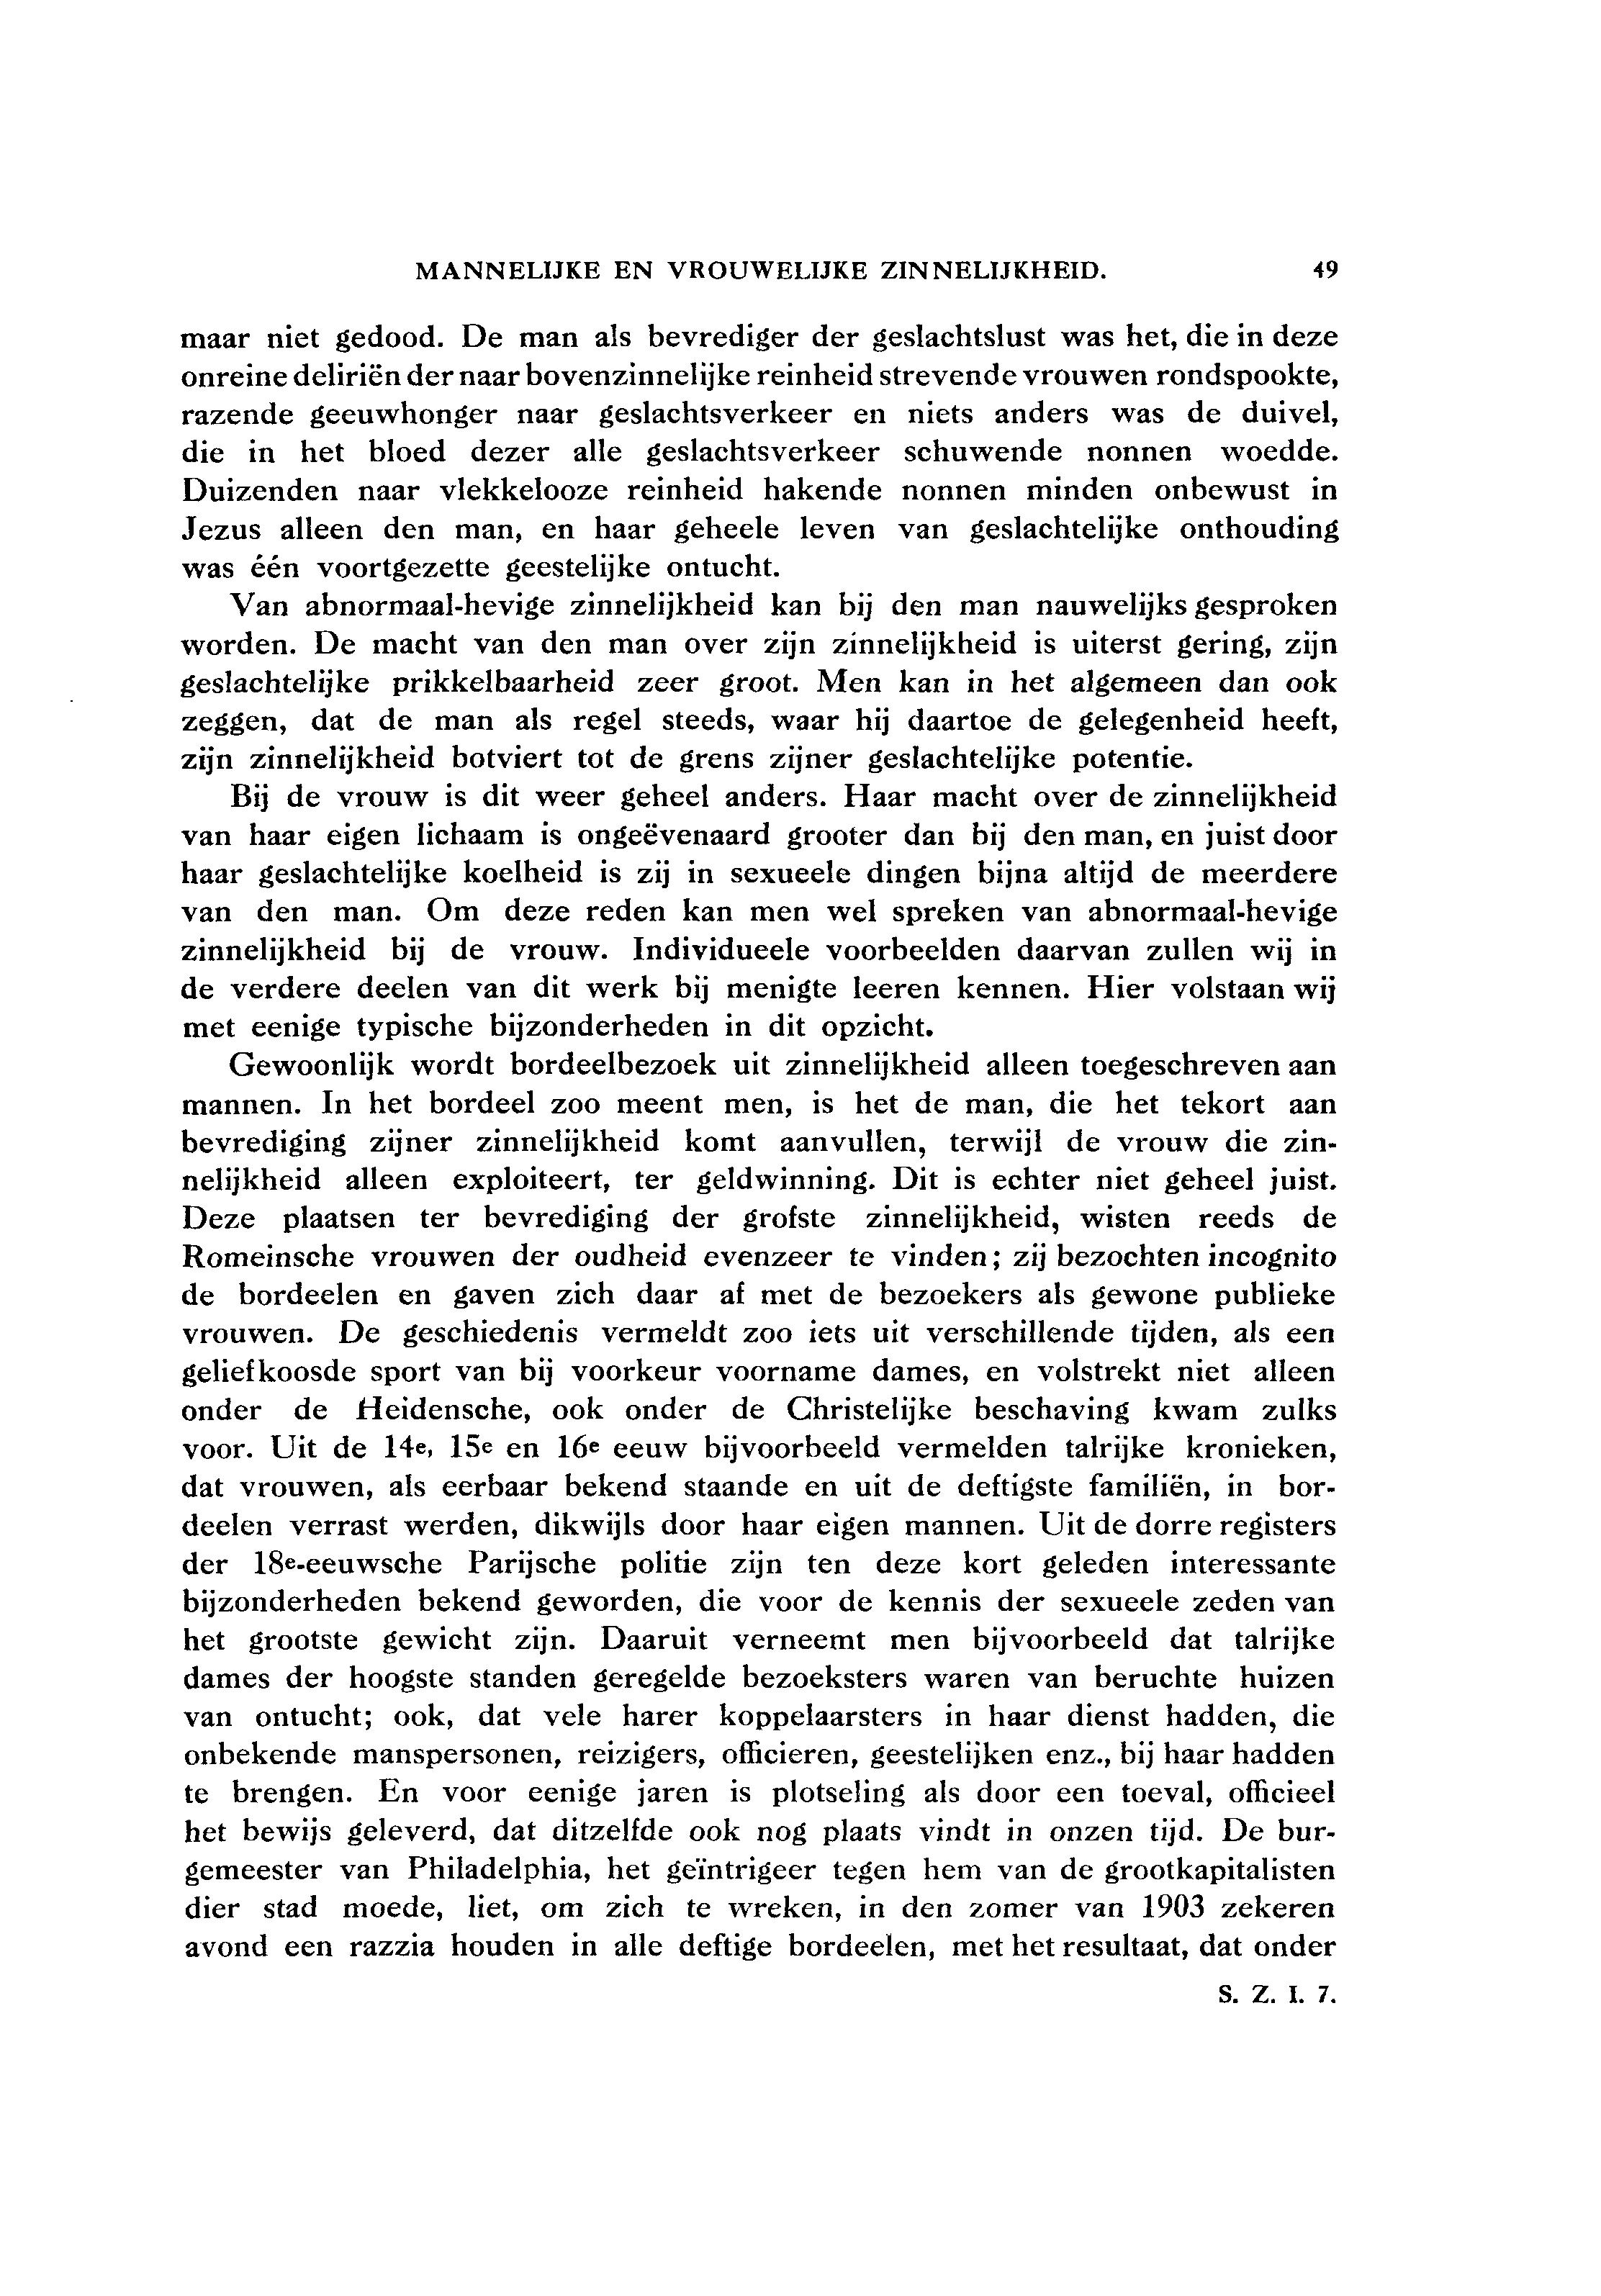 MANNELIJKE EN VROUWELIJKE ZINNELIJKHEID. 49
maar niet gedood. De man als bevrediger der geslachtslust was het, die in deze
onreine deliriën der naar bovenzinnelijke reinheid strevende vrouwen rondspookte,
razende geeuwhonger naar geslachtsverkeer en niets anders was de duivel,
die in het bloed dezer alle geslachtsverkeer schuwende nonnen woedde.
Duizenden naar vlekkelooze reinheid hakende nonnen minden onbewust in
Jezus alleen den man, en haar geheele leven van geslachtelijke onthouding
was één voortgezette geestelijke ontucht.
Van abnormaal-hevige zinnelijkheid kan bij den man nauwelijks gesproken
worden. De macht van den man over zijn zinnelijkheid is uiterst gering, zijn
geslachtelijke prikkelbaarheid zeer groot. Men kan in het algemeen dan ook
zeggen, dat de man als regel steeds, waar hij daartoe de gelegenheid heeft,
zijn zinnelijkheid botviert tot de grens zijner geslachtelijke potentie.
Bij de vrouw is dit weer geheel anders. Haar macht over de zinnelijkheid
van haar eigen lichaam is ongeëvenaard grooter dan bij den man, en juist door
haar geslachtelijke koelheid is zij in sexueele dingen bijna altijd de meerdere
van den man. Om deze reden kan men wel spreken van abnormaal-hevige
zinnelijkheid bij de vrouw. Individueele voorbeelden daarvan zullen wij in
de verdere deelen van dit werk bij menigte leeren kennen. Hier volstaan wij
met eenige typische bijzonderheden in dit opzicht.
Gewoonlijk wordt bordeelbezoek uit zinnelijkheid alleen toegeschreven aan
mannen. In het bordeel zoo meent men, is het de man, die het tekort aan
bevrediging zijner zinnelijkheid komt aanvullen, terwijl de vrouw die zin-
nelijkheid alleen exploiteert, ter geldwinning. Dit is echter niet geheel juist.
Deze plaatsen ter bevrediging der grofste zinnelijkheid, wisten reeds de
Romeinsche vrouwen der oudheid evenzeer te vinden; zij bezochten incognito
de bordeelen en gaven zich daar af met de bezoekers als gewone publieke
vrouwen. De geschiedenis vermeldt zoo iets uit verschillende tijden, als een
geliefkoosde sport van bij voorkeur voorname dames, en volstrekt niet alleen
onder de Heidensche, ook onder de Christelijke beschaving kwam zulks
voor. Uit de 14e, 15e en 16e eeuw bijvoorbeeld vermelden talrijke kronieken,
dat vrouwen, als eerbaar bekend staande en uit de deftigste familiën, in bor-
deelen verrast werden, dikwijls door haar eigen mannen. Uit de dorre registers
der 18e-eeuwsche Parijsche politie zijn ten deze kort geleden interessante
bijzonderheden bekend geworden, die voor de kennis der sexueele zeden van
het grootste gewicht zijn. Daaruit verneemt men bijvoorbeeld dat talrijke
dames der hoogste standen geregelde bezoeksters waren van beruchte huizen
van ontucht; ook, dat vele harer koppelaarsters in haar dienst hadden, die
onbekende manspersonen, reizigers, officieren, geestelijken enz., bij haar hadden
te brengen. En voor eenige jaren is plotseling als door een toeval, officieel
het bewijs geleverd, dat ditzelfde ook nog plaats vindt in onzen tijd. De bur-
gemeester van Philadelphia, het geïntrigeer tegen hem van de grootkapitalisten
dier stad moede, liet, om zich te wreken, in den zomer van 1903 zekeren
avond een razzia houden in alle deftige bordeelen, met het resultaat, dat onder
S. Z. I. 7.